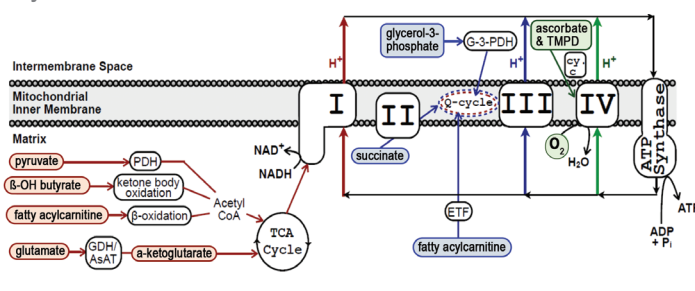 glycerol-3-
phosphate
G-3-PDH
ascorbate
& TMPD
cy.
c
H+
H+
H+
Intermembrane Space
Mitochondrial
Inner Membrane
Matrix
I
II
Q-cycle
III
IV
ATP
Synthase
NAD+
NADH
succinate
O2
H2O
pyruvate
PDH
ß-OH butyrate
ketone body
oxidation
fatty acylcarnitine
β-oxidation
Acetyl
CoA
glutamate
GDH/
AsAT
a-ketoglutarate
TCA
Cycle
ETF
fatty acylcarnitine
ADP
+ Pi